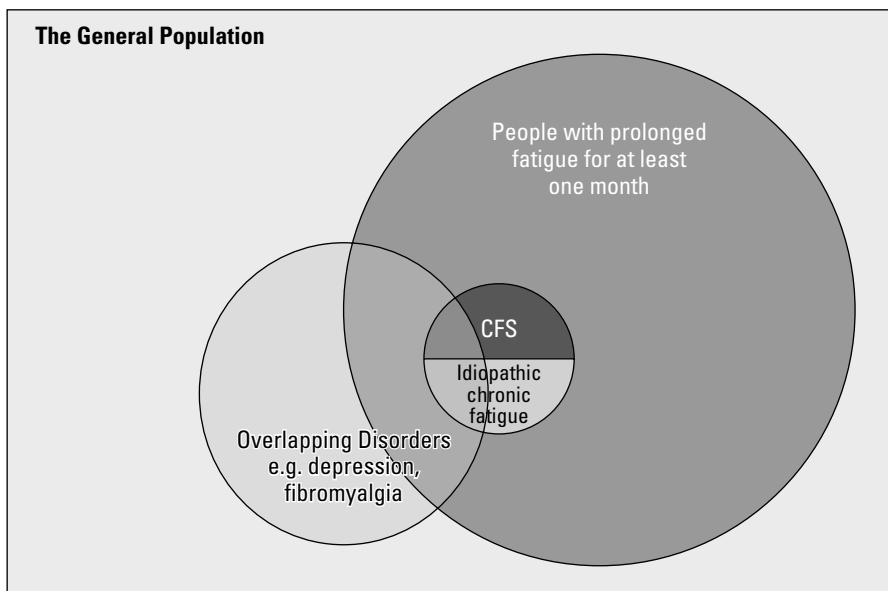 The General Population
People with prolonged
fatigue for at least
one month
CFS
Idiopathic
chronic
fatigue
Overlapping Disorders
e.g. depression,
fibromyalgia